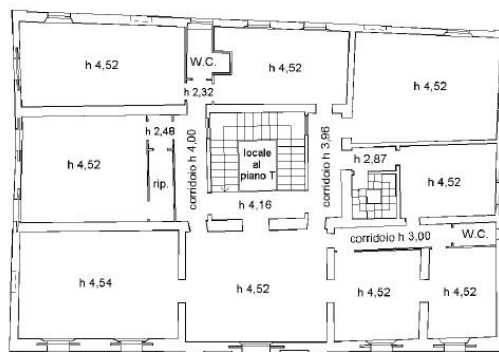 h 4,52
W.C.
h 4,52
h 4,52
h 2,32
h 2,48
h 4,52
rip.
corridoio h 4,00
locale
al
piano T
corridoio h 3,96
h 2,87
h 4,52
h 4,16
corridoio h 3,00
W.C.
h 4,54
h 4,52
h 4,52
h 4,52